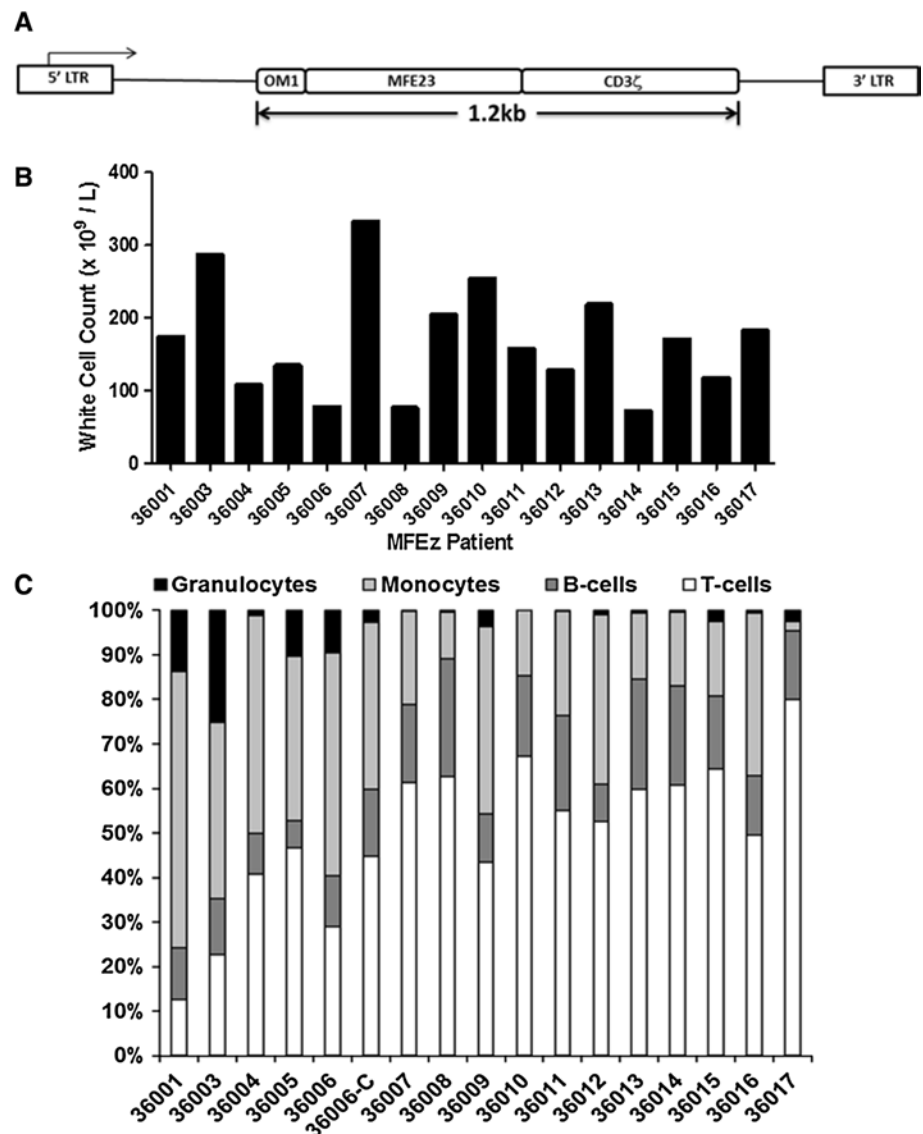 A
5' LTR OM1 MFE23 CD3ζ 3' LTR
1.2kb
B
White Cell Count (x 10⁹ / L)
400
300
200
100
0
36001 36003 36004 36005 36006 36007 36008 36009 36010 36011 36012 36013 36014 36015 36016 36017
MFEz Patient
C
Granulocytes Monocytes B-cells T-cells
100%
90%
80%
70%
60%
50%
40%
30%
20%
10%
0%
36001 36003 36004 36005 36006 36006-C 36007 36008 36009 36010 36011 36012 36013 36014 36015 36016 36017